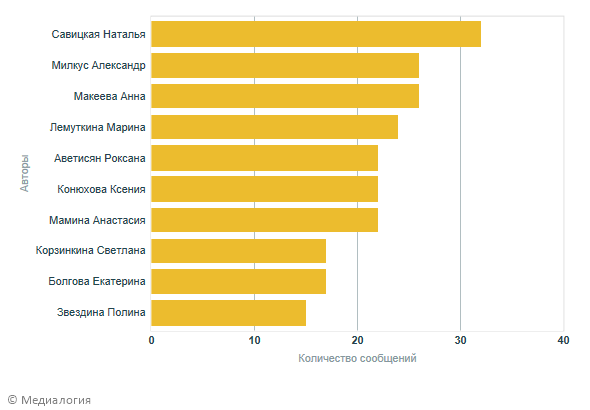 Савицкая Наталья
Милкус Александр
Макеева Анна
Лемуткина Марина
Аветисян Роксана
Конюхова Ксения
Мамина Анастасия
Корзинкина Светлана
Болгова Екатерина
Звездина Полина
Авторы
0 10 20 30 40
Количество сообщений
© Медиалогия